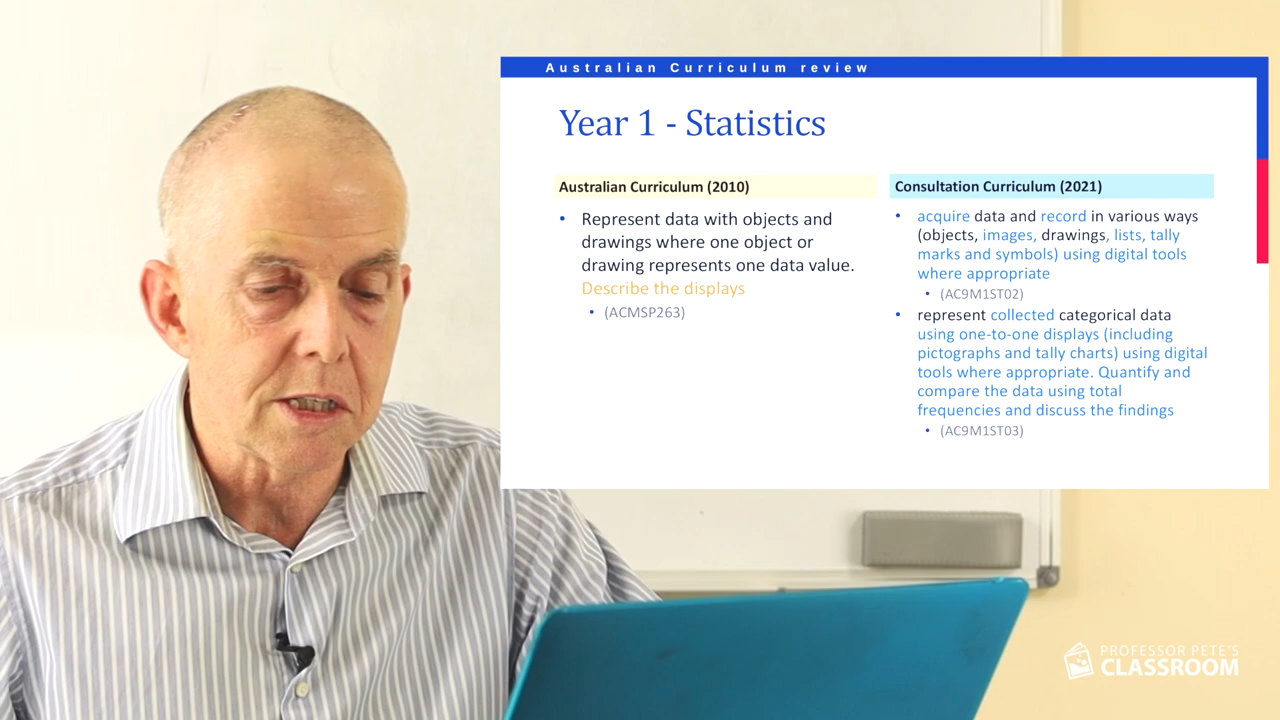 Australian Curriculum review
Year 1 - Statistics
Australian Curriculum (2010)
• Represent data with objects and
drawings where one object or
drawing represents one data value.
Describe the displays
• (ACMSP263)
Consultation Curriculum (2021)
• acquire data and record in various ways
(objects, images, drawings, lists, tally
marks and symbols) using digital tools
where appropriate
• (AC9M1ST02)
• represent collected categorical data
using one-to-one displays (including
pictographs and tally charts) using digital
tools where appropriate. Quantify and
compare the data using total
frequencies and discuss the findings
• (AC9M1ST03)
PROFESSOR PETE'S
CLASSROOM